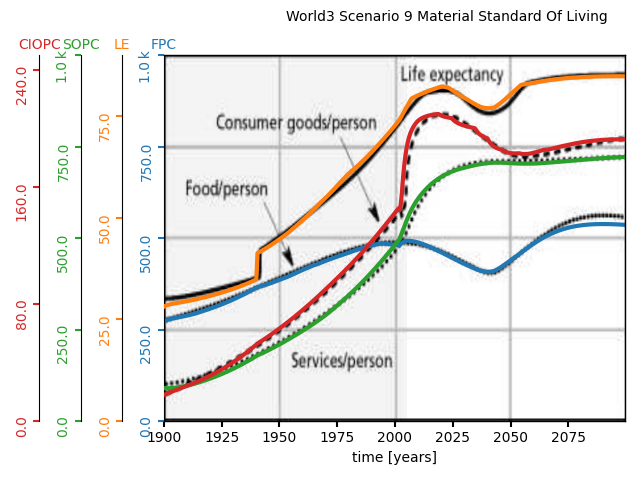 World3 Scenario 9 Material Standard Of Living
CIOPC SOPC LE FPC
240.0
160.0
80.0
0.0
1.0 k
750.0
500.0
250.0
0.0
75.0
50.0
25.0
0.0
1.0 k
750.0
500.0
250.0
0.0
Life expectancy
Consumer goods/person
Food/person
Services/person
1900 1925 1950 1975 2000 2025 2050 2075
time [years]